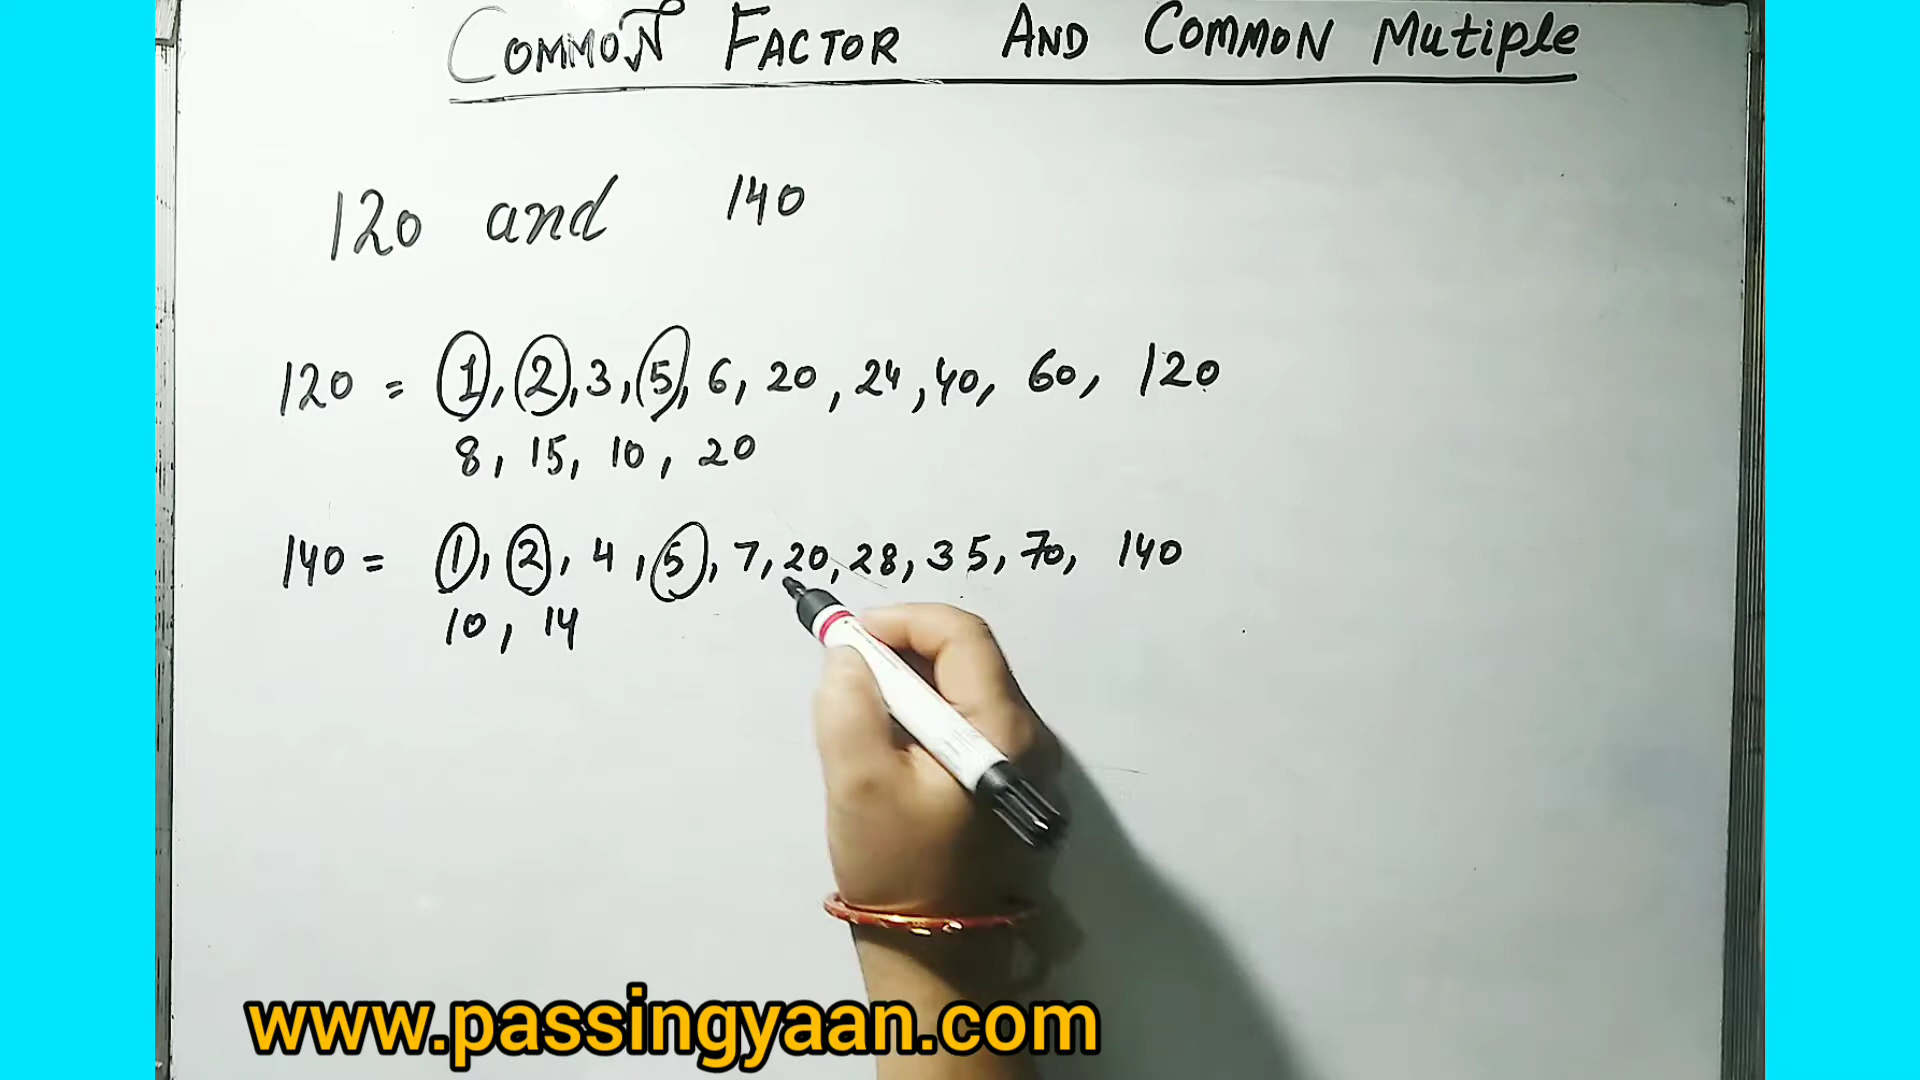 COMMON FACTOR AND COMMON MUTIPLE
120 and 140
120 = 1, 2, 3, 5, 6, 20, 24, 40, 60, 120
8, 15, 10, 20
140 = 1, 2, 4, 5, 7, 20, 28, 35, 70, 140
10, 14
www.passingyaan.com